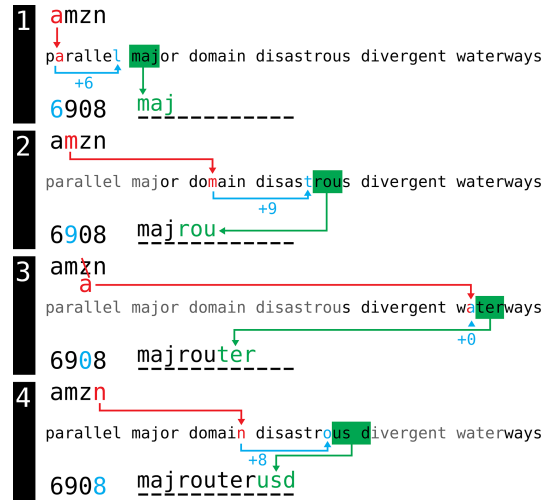 1
amzn
parallel major domain disastrous divergent waterways
+6
6908
maj
2
amzn
parallel major domain disastrous divergent waterways
+9
6908
majrou
3
amzn
a
parallel major domain disastrous divergent waterways
+0
6908
majrouter
4
amzn
parallel major domain disastrous divergent waterways
+8
6908
majrouterusd